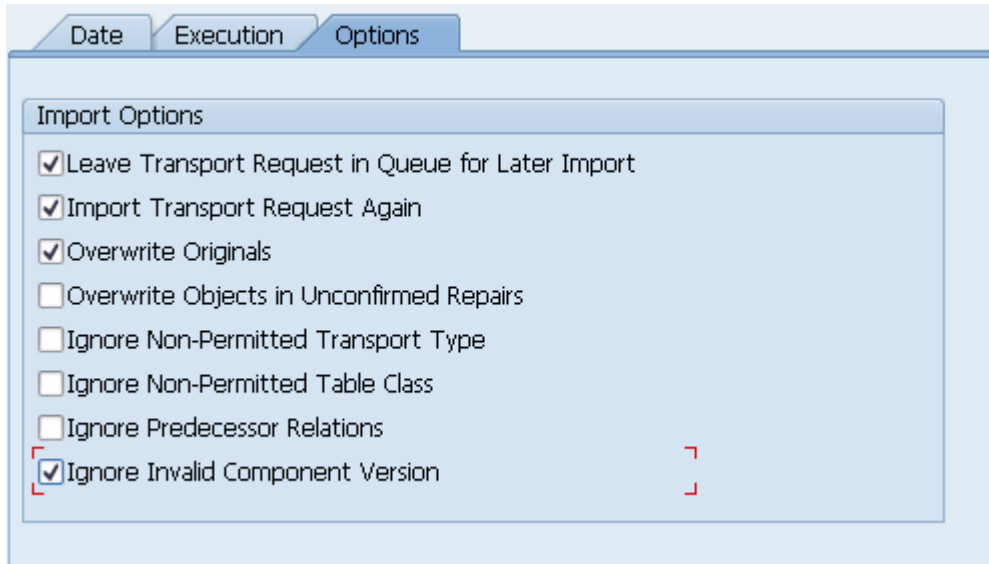 Date Execution Options
Import Options
Leave Transport Request in Queue for Later Import
Import Transport Request Again
Overwrite Originals
Overwrite Objects in Unconfirmed Repairs
Ignore Non-Permitted Transport Type
Ignore Non-Permitted Table Class
Ignore Predecessor Relations
Ignore Invalid Component Version